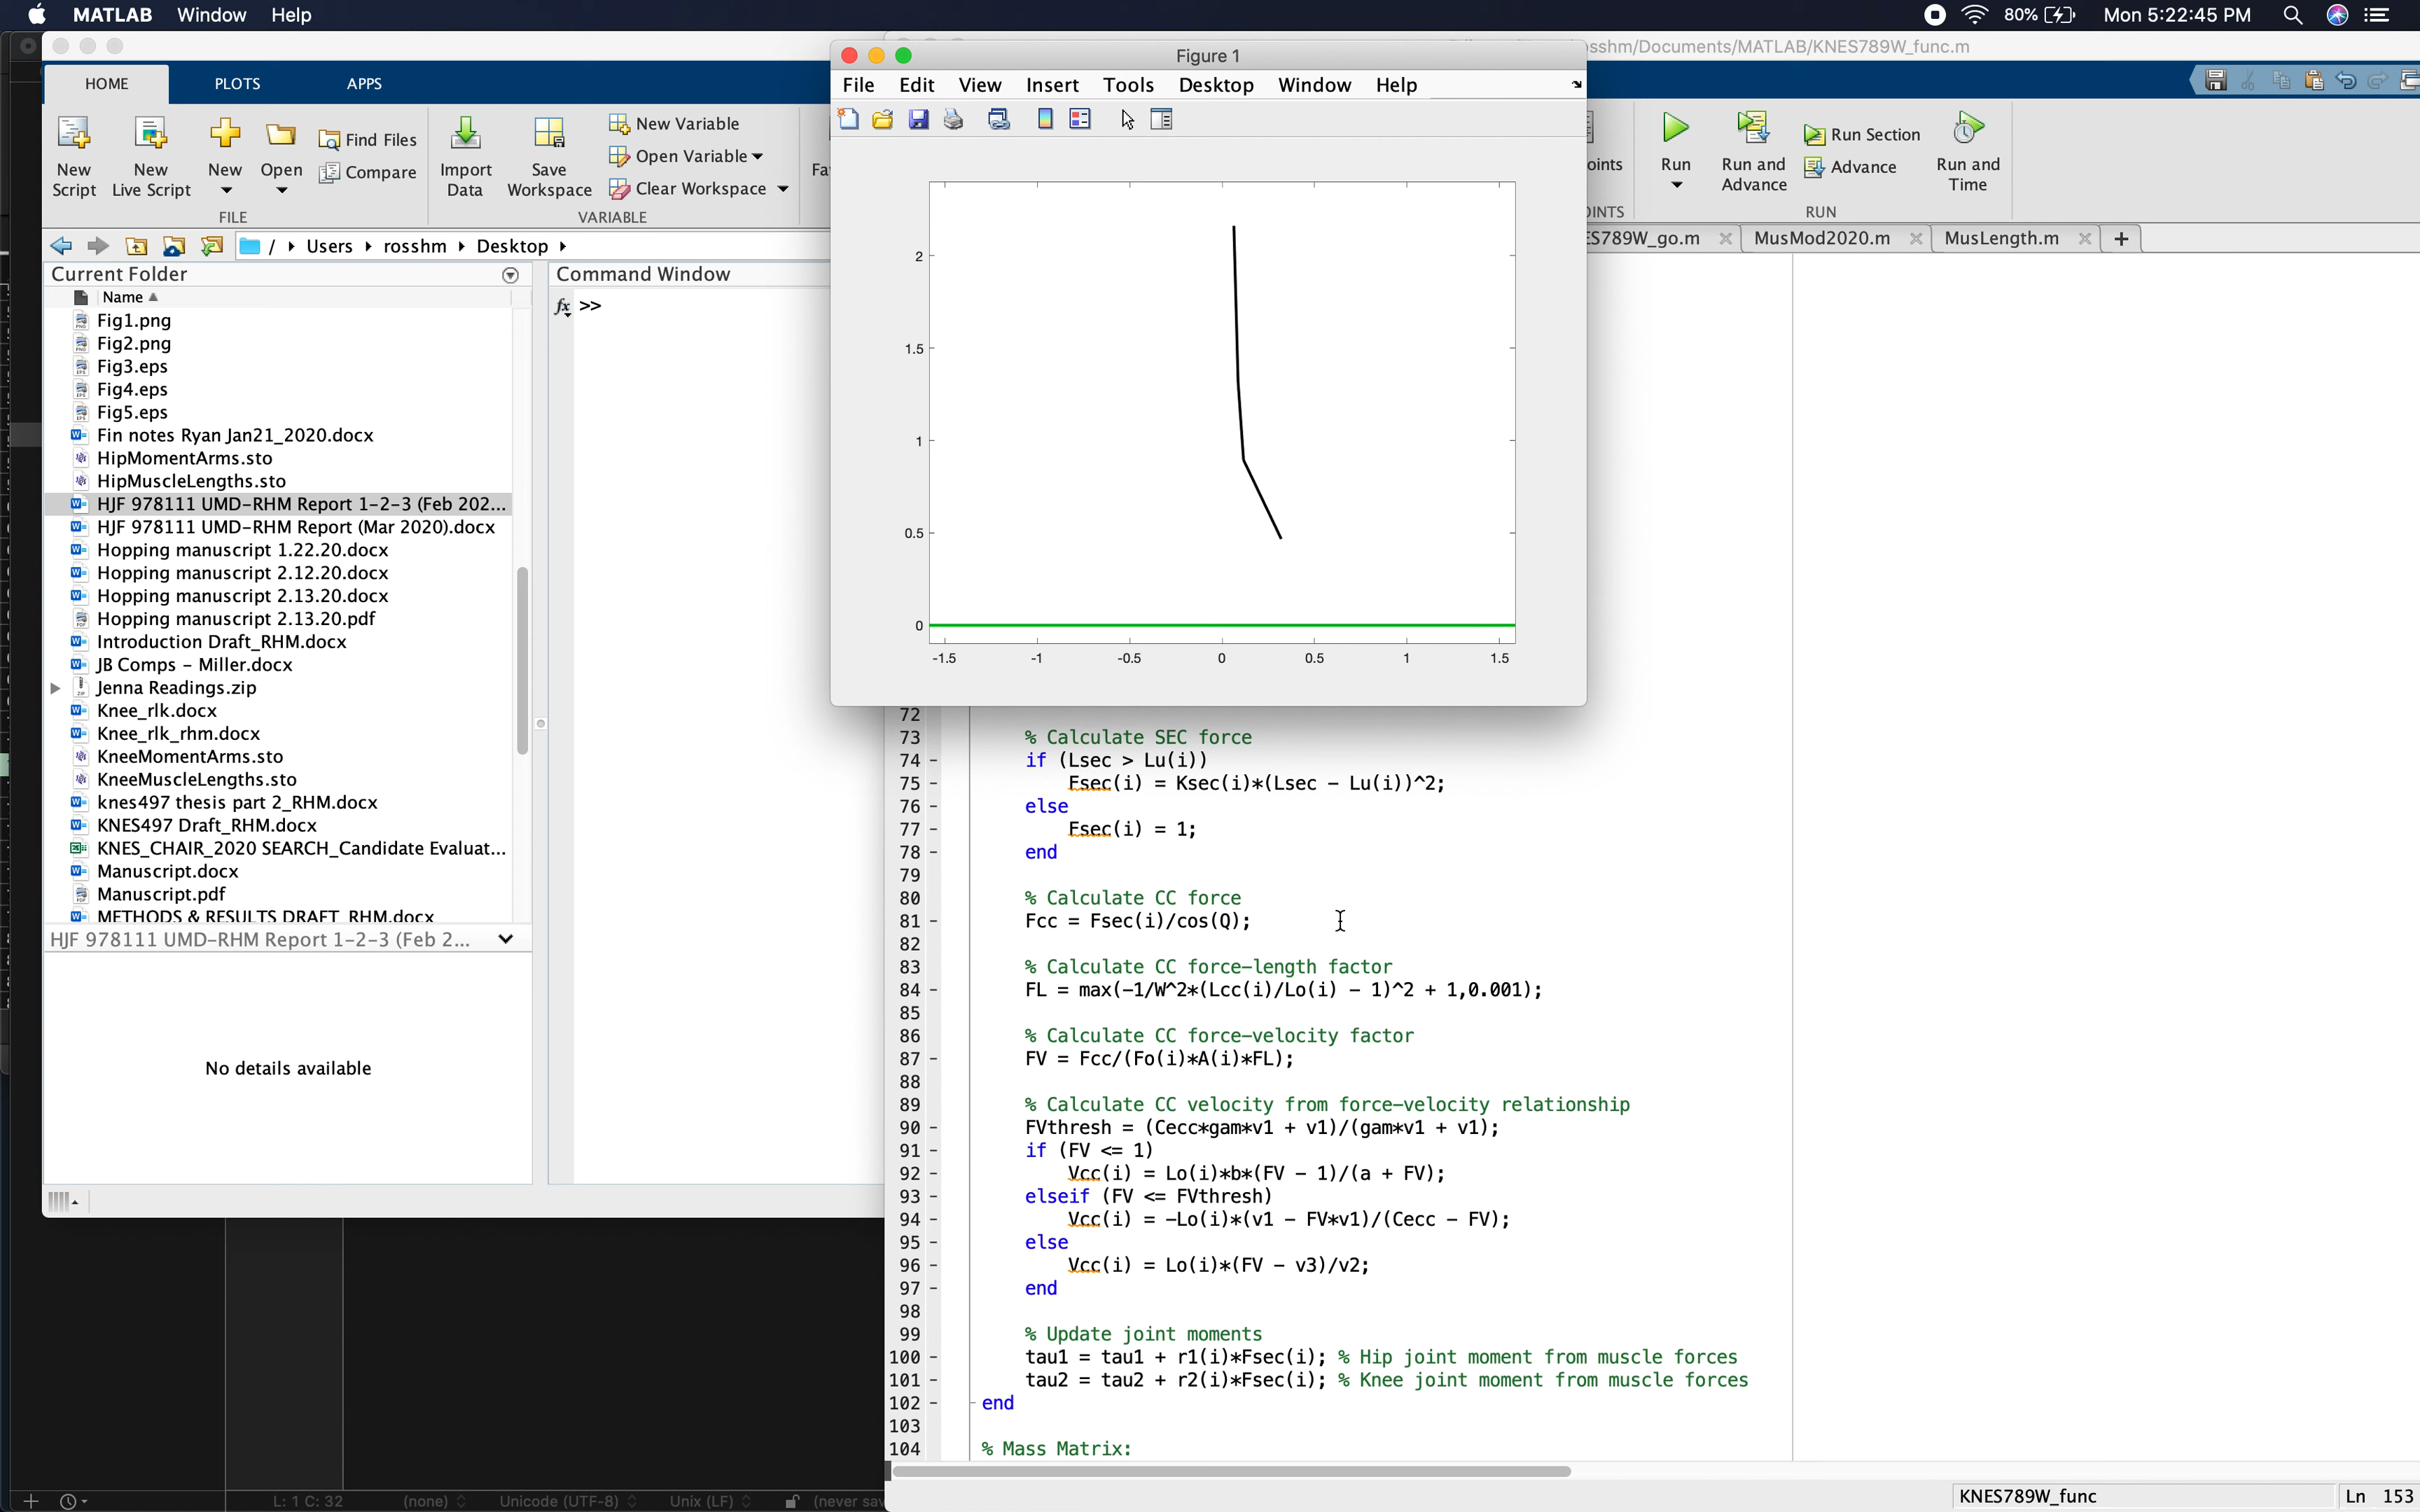 MATLAB Window Help
80% Mon 5:22:45 PM
HOME PLOTS APPS
New Script
New Live Script
New
Open
Find Files
Compare
FILE
Import Data
Save Workspace
New Variable
Open Variable
Clear Workspace
VARIABLE
/ Users rosshm Desktop
Current Folder
Name
Fig1.png
Fig2.png
Fig3.eps
Fig4.eps
Fig5.eps
Fin notes Ryan Jan21_2020.docx
HipMomentArms.sto
HipMuscleLengths.sto
HJF 978111 UMD-RHM Report 1-2-3 (Feb 202...
HJF 978111 UMD-RHM Report (Mar 2020).docx
Hopping manuscript 1.22.20.docx
Hopping manuscript 2.12.20.docx
Hopping manuscript 2.13.20.docx
Hopping manuscript 2.13.20.pdf
Introduction Draft_RHM.docx
JB Comps - Miller.docx
Jenna Readings.zip
Knee_rlk.docx
Knee_rlk_rhm.docx
KneeMomentArms.sto
KneeMuscleLengths.sto
knes497 thesis part 2_RHM.docx
KNES497 Draft_RHM.docx
KNES_CHAIR_2020 SEARCH_Candidate Evaluat...
Manuscript.docx
Manuscript.pdf
METHODS & RESULTS DRAFT_RHM.docx
HJF 978111 UMD-RHM Report 1-2-3 (Feb 2...
No details available
Command Window
fx >>
Figure 1
File Edit View Insert Tools Desktop Window Help
2
1.5
1
0.5
0
-1.5 -1 -0.5 0 0.5 1 1.5
sshm/Documents/MATLAB/KNES789W_func.m
Run
Run and Advance
Run Section
Advance
Run and Time
RUN
S789W_go.m MusMod2020.m MusLength.m +
72
73 % Calculate SEC force
74 - if (Lsec > Lu(i))
75 - Fsec(i) = Ksec(i)*(Lsec - Lu(i))^2;
76 - else
77 - Fsec(i) = 1;
78 - end
79
80 % Calculate CC force
81 - Fcc = Fsec(i)/cos(Q);
82
83 % Calculate CC force-length factor
84 - FL = max(-1/W^2*(Lcc(i)/Lo(i) - 1)^2 + 1,0.001);
85
86 % Calculate CC force-velocity factor
87 - FV = Fcc/(Fo(i)*A(i)*FL);
88
89 % Calculate CC velocity from force-velocity relationship
90 - FVthresh = (Cecc*gam*v1 + v1)/(gam*v1 + v1);
91 - if (FV <= 1)
92 - Vcc(i) = Lo(i)*b*(FV - 1)/(a + FV);
93 - elseif (FV <= FVthresh)
94 - Vcc(i) = -Lo(i)*(v1 - FV*v1)/(Cecc - FV);
95 - else
96 - Vcc(i) = Lo(i)*(FV - v3)/v2;
97 - end
98
99 % Update joint moments
100 - tau1 = tau1 + r1(i)*Fsec(i); % Hip joint moment from muscle forces
101 - tau2 = tau2 + r2(i)*Fsec(i); % Knee joint moment from muscle forces
102 - end
103
104 % Mass Matrix:
KNES789W_func Ln 153
L: 1 C: 32 (none) Unicode (UTF-8) Unix (LF) (never sav